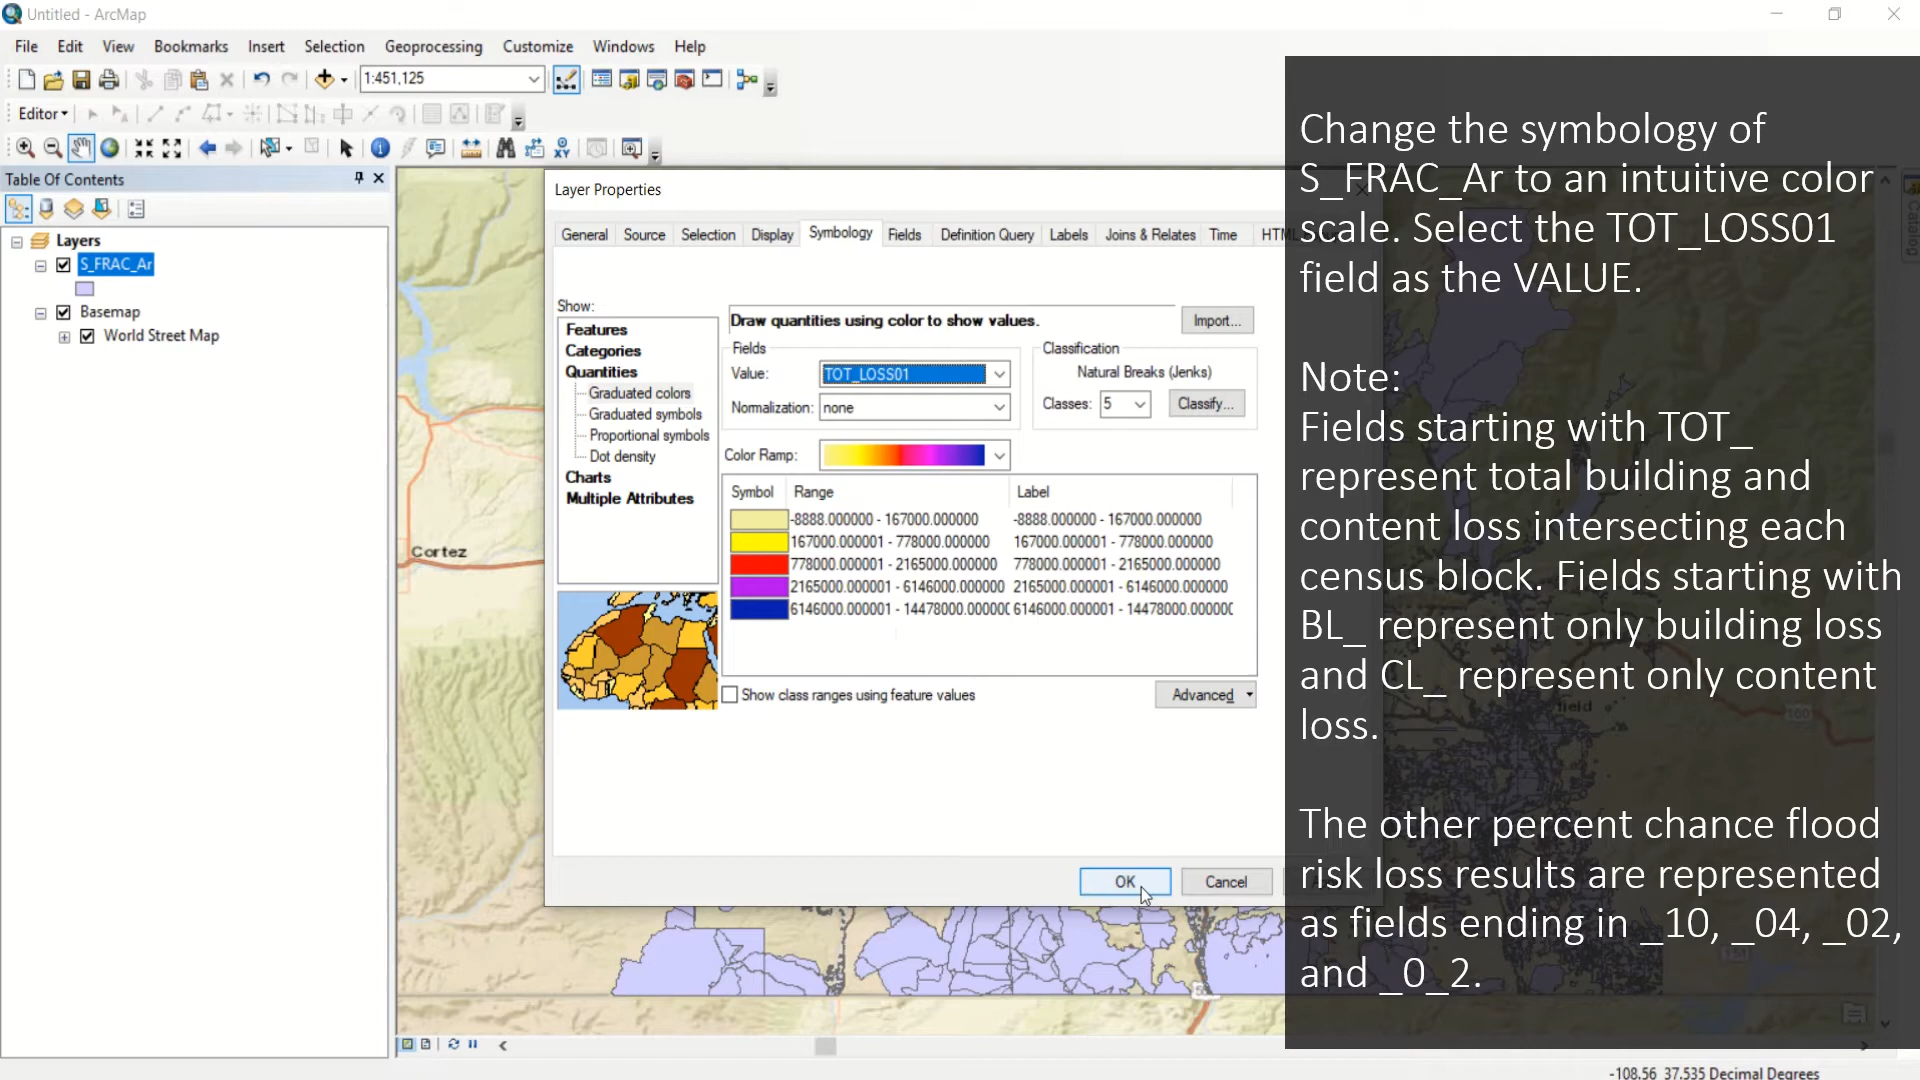 Untitled - ArcMap
File Edit View Bookmarks Insert Selection Geoprocessing Customize Windows Help
1:451,125
Editor
Table Of Contents
Layers
S_FRAC_Ar
Basemap
World Street Map
Cortez
Layer Properties
General Source Selection Display Symbology Fields Definition Query Labels Joins & Relates Time
Show:
Features
Categories
Quantities
Graduated colors
Graduated symbols
Proportional symbols
Dot density
Charts
Multiple Attributes
Draw quantities using color to show values.
Import...
Fields
Value: TOT_LOSS01
Normalization: none
Classification
Natural Breaks (Jenks)
Classes: 5 Classify...
Color Ramp:
Symbol Range Label
-8888.000000 - 167000.000000 -8888.000000 - 167000.000000
167000.000001 - 778000.000000 167000.000001 - 778000.000000
778000.000001 - 2165000.000000 778000.000001 - 2165000.000000
2165000.000001 - 6146000.000000 2165000.000001 - 6146000.000000
6146000.000001 - 14478000.00000 6146000.000001 - 14478000.00000
Show class ranges using feature values
Advanced
OK Cancel
Change the symbology of
S_FRAC_Ar to an intuitive color
scale. Select the TOT_LOSS01
field as the VALUE.
Note:
Fields starting with TOT_
represent total building and
content loss intersecting each
census block. Fields starting with
BL_ represent only building loss
and CL_ represent only content
loss.
The other percent chance flood
risk loss results are represented
as fields ending in _10, _04, _02,
and _0_2.
Catalog
field
-108.56 37.535 Decimal Degrees